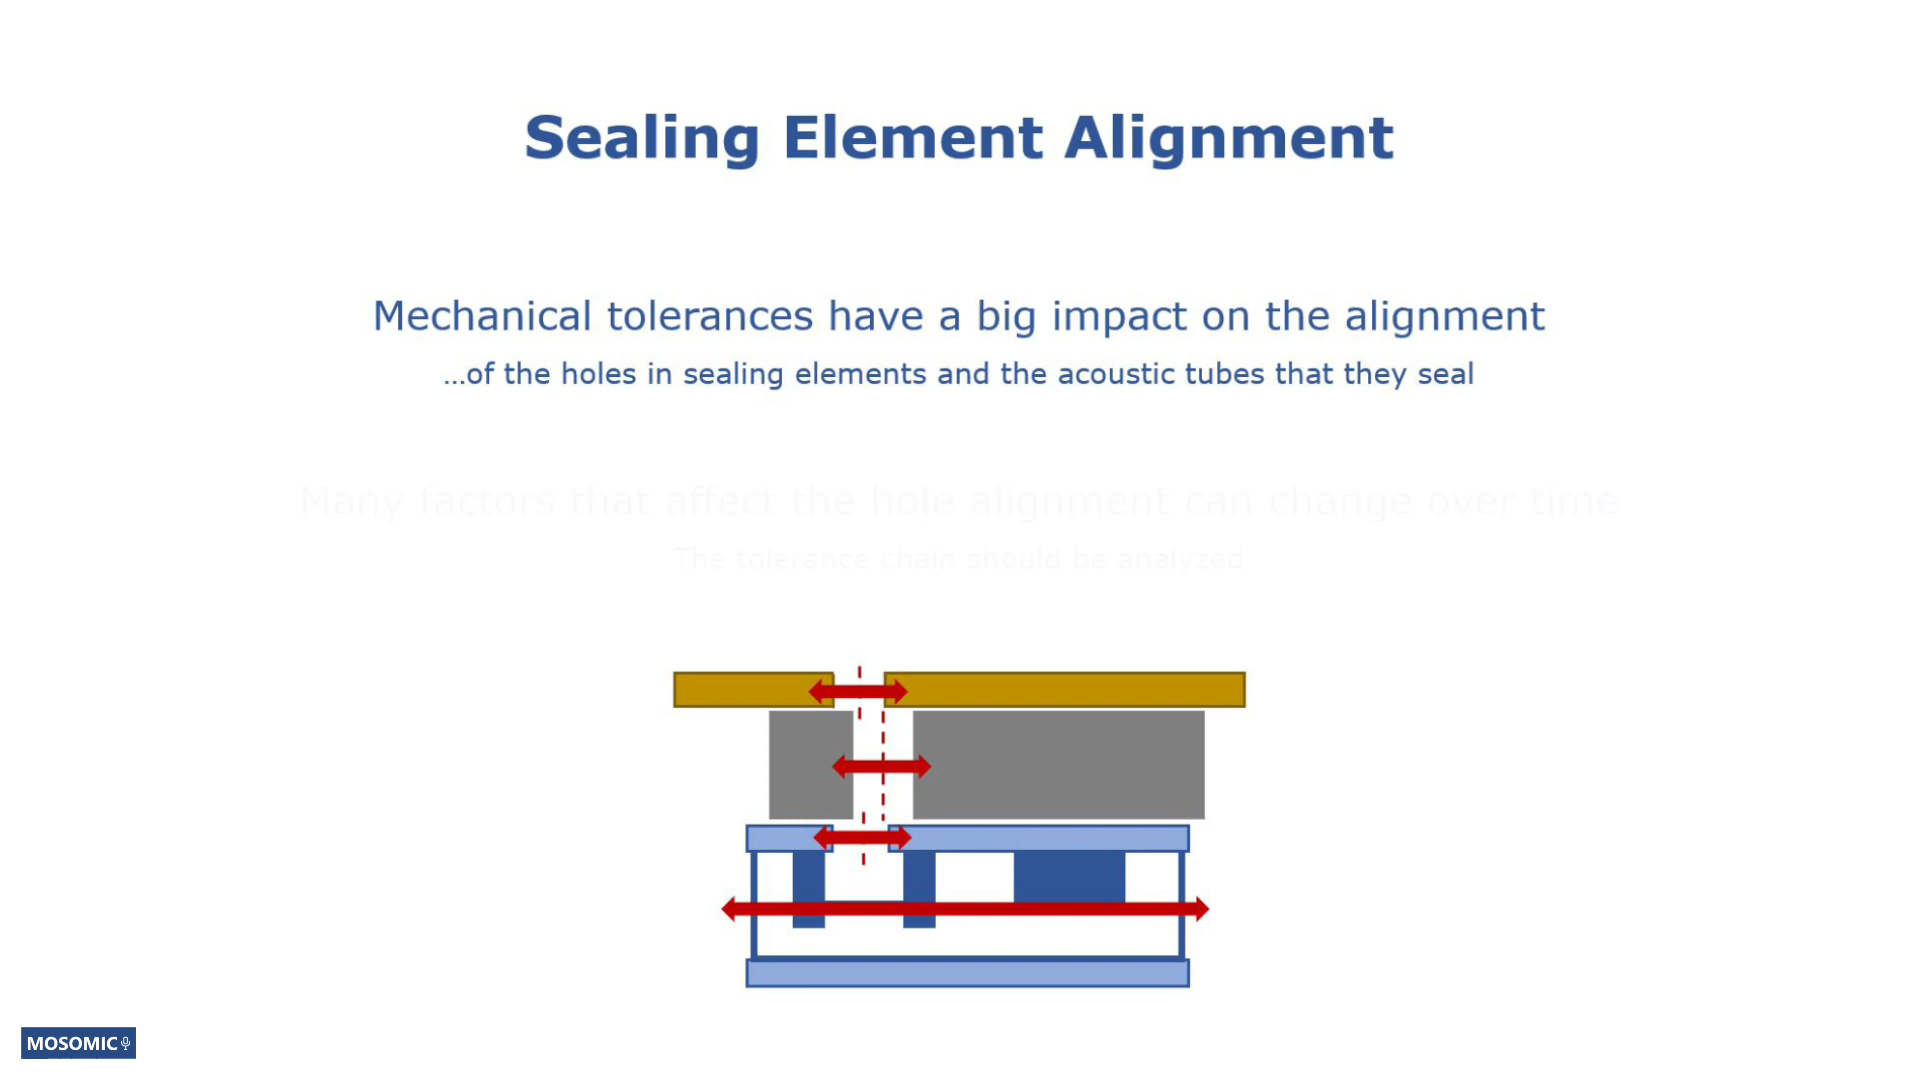 Sealing Element Alignment
Mechanical tolerances have a big impact on the alignment
...of the holes in sealing elements and the acoustic tubes that they seal
Many factors that affect the hole alignment can change over time
The tolerance chain should be analyzed
MOSOMIC